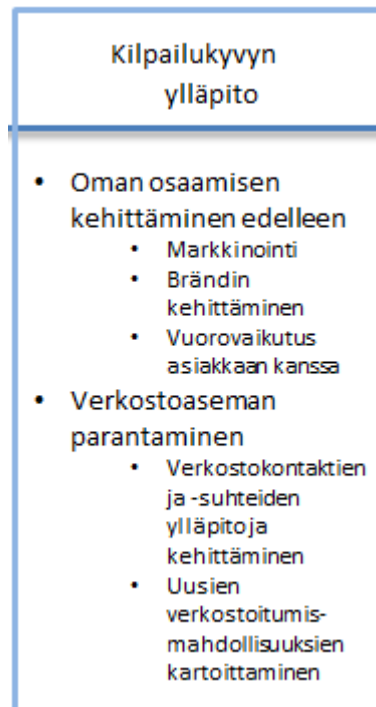 Kilpailukyvyn
ylläpito
• Oman osaamisen
kehittäminen edelleen
• Markkinointi
• Brändin
kehittäminen
• Vuorovaikutus
asiakkaan kanssa
• Verkostoaseman
parantaminen
• Verkostokontaktien
ja -suhteiden
ylläpito ja
kehittäminen
• Uusien
verkostoitumis-
mahdollisuuksien
kartoittaminen